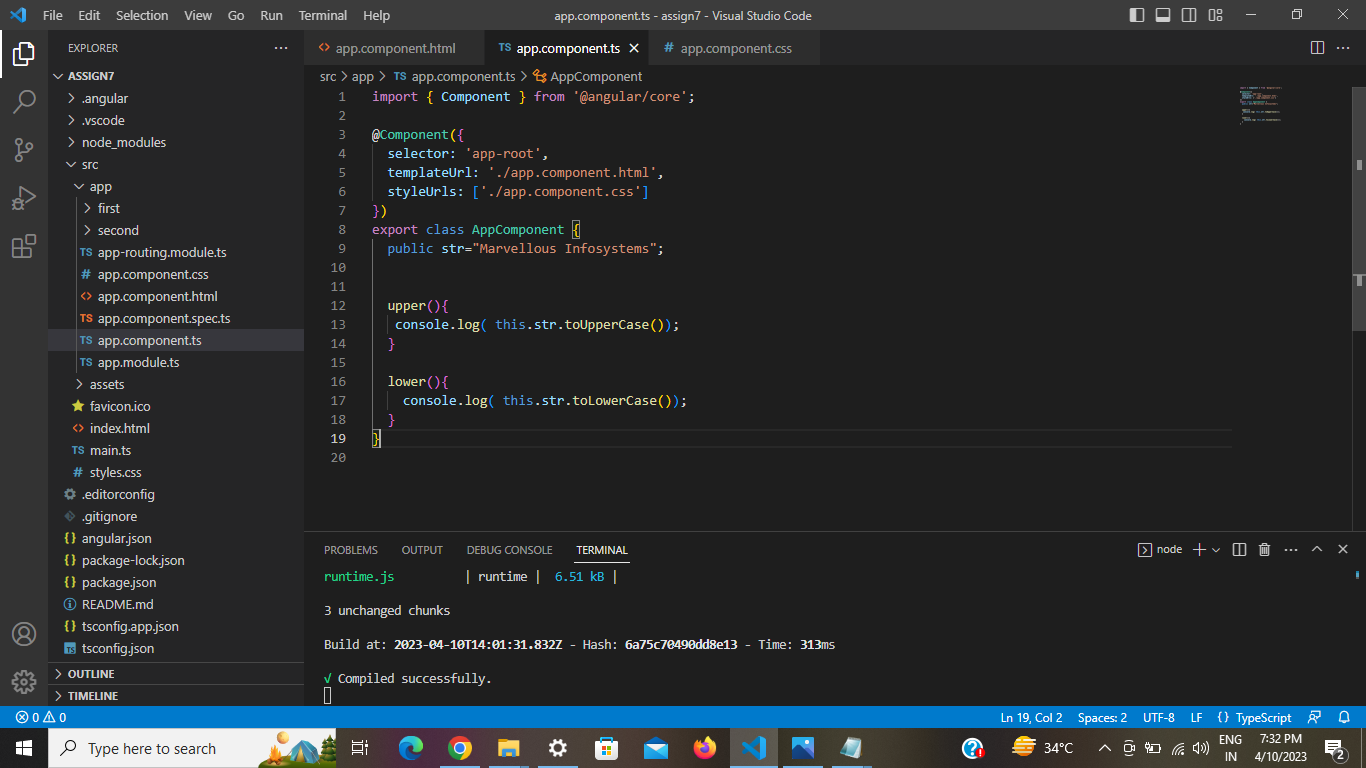 File Edit Selection View Go Run Terminal Help app.component.ts - assign7 - Visual Studio Code
EXPLORER
ASSIGN7
.angular
.vscode
node_modules
src
app
first
second
TS app-routing.module.ts
# app.component.css
<> app.component.html
TS app.component.spec.ts
TS app.component.ts
TS app.module.ts
assets
favicon.ico
<> index.html
TS main.ts
# styles.css
.editorconfig
.gitignore
{} angular.json
{} package-lock.json
{} package.json
README.md
{} tsconfig.app.json
TS tsconfig.json
OUTLINE
TIMELINE
<> app.component.html TS app.component.ts # app.component.css
src > app > TS app.component.ts > AppComponent
1 import { Component } from '@angular/core';
2
3 @Component({
4 selector: 'app-root',
5 templateUrl: './app.component.html',
6 styleUrls: ['./app.component.css']
7 })
8 export class AppComponent {
9 public str="Marvellous Infosystems";
10
11
12 upper(){
13 console.log( this.str.toUpperCase());
14 }
15
16 lower(){
17 console.log( this.str.toLowerCase());
18 }
19 }
20
PROBLEMS OUTPUT DEBUG CONSOLE TERMINAL node
runtime.js | runtime | 6.51 kB |
3 unchanged chunks
Build at: 2023-04-10T14:01:31.832Z - Hash: 6a75c70490dd8e13 - Time: 313ms
√ Compiled successfully.
0 0 Ln 19, Col 2 Spaces: 2 UTF-8 LF {} TypeScript
Type here to search 34°C ENG 7:32 PM
IN 4/10/2023 2